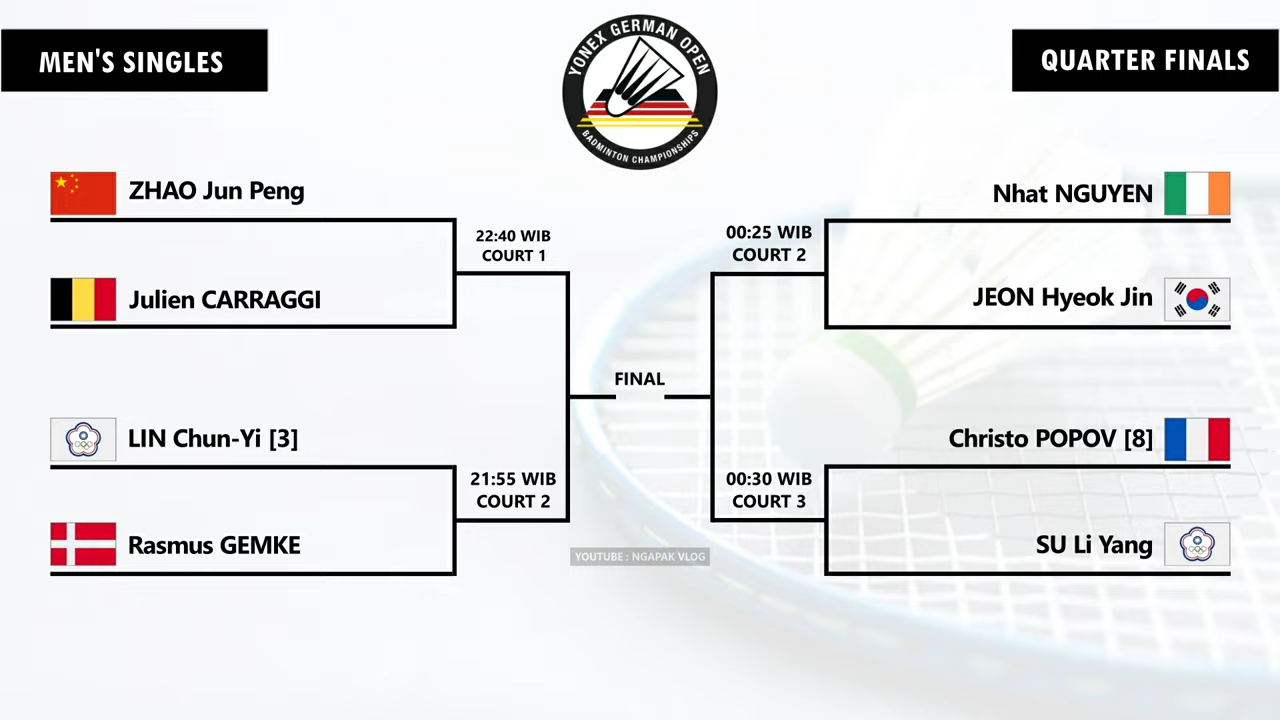 MEN'S SINGLES
YONEX GERMAN OPEN
BADMINTON CHAMPIONSHIPS
QUARTER FINALS
ZHAO Jun Peng
Julien CARRAGGI
22:40 WIB
COURT 1
LIN Chun-Yi [3]
Rasmus GEMKE
21:55 WIB
COURT 2
FINAL
Nhat NGUYEN
JEON Hyeok Jin
00:25 WIB
COURT 2
Christo POPOV [8]
SU Li Yang
00:30 WIB
COURT 3
YOUTUBE : NGAPAK VLOG